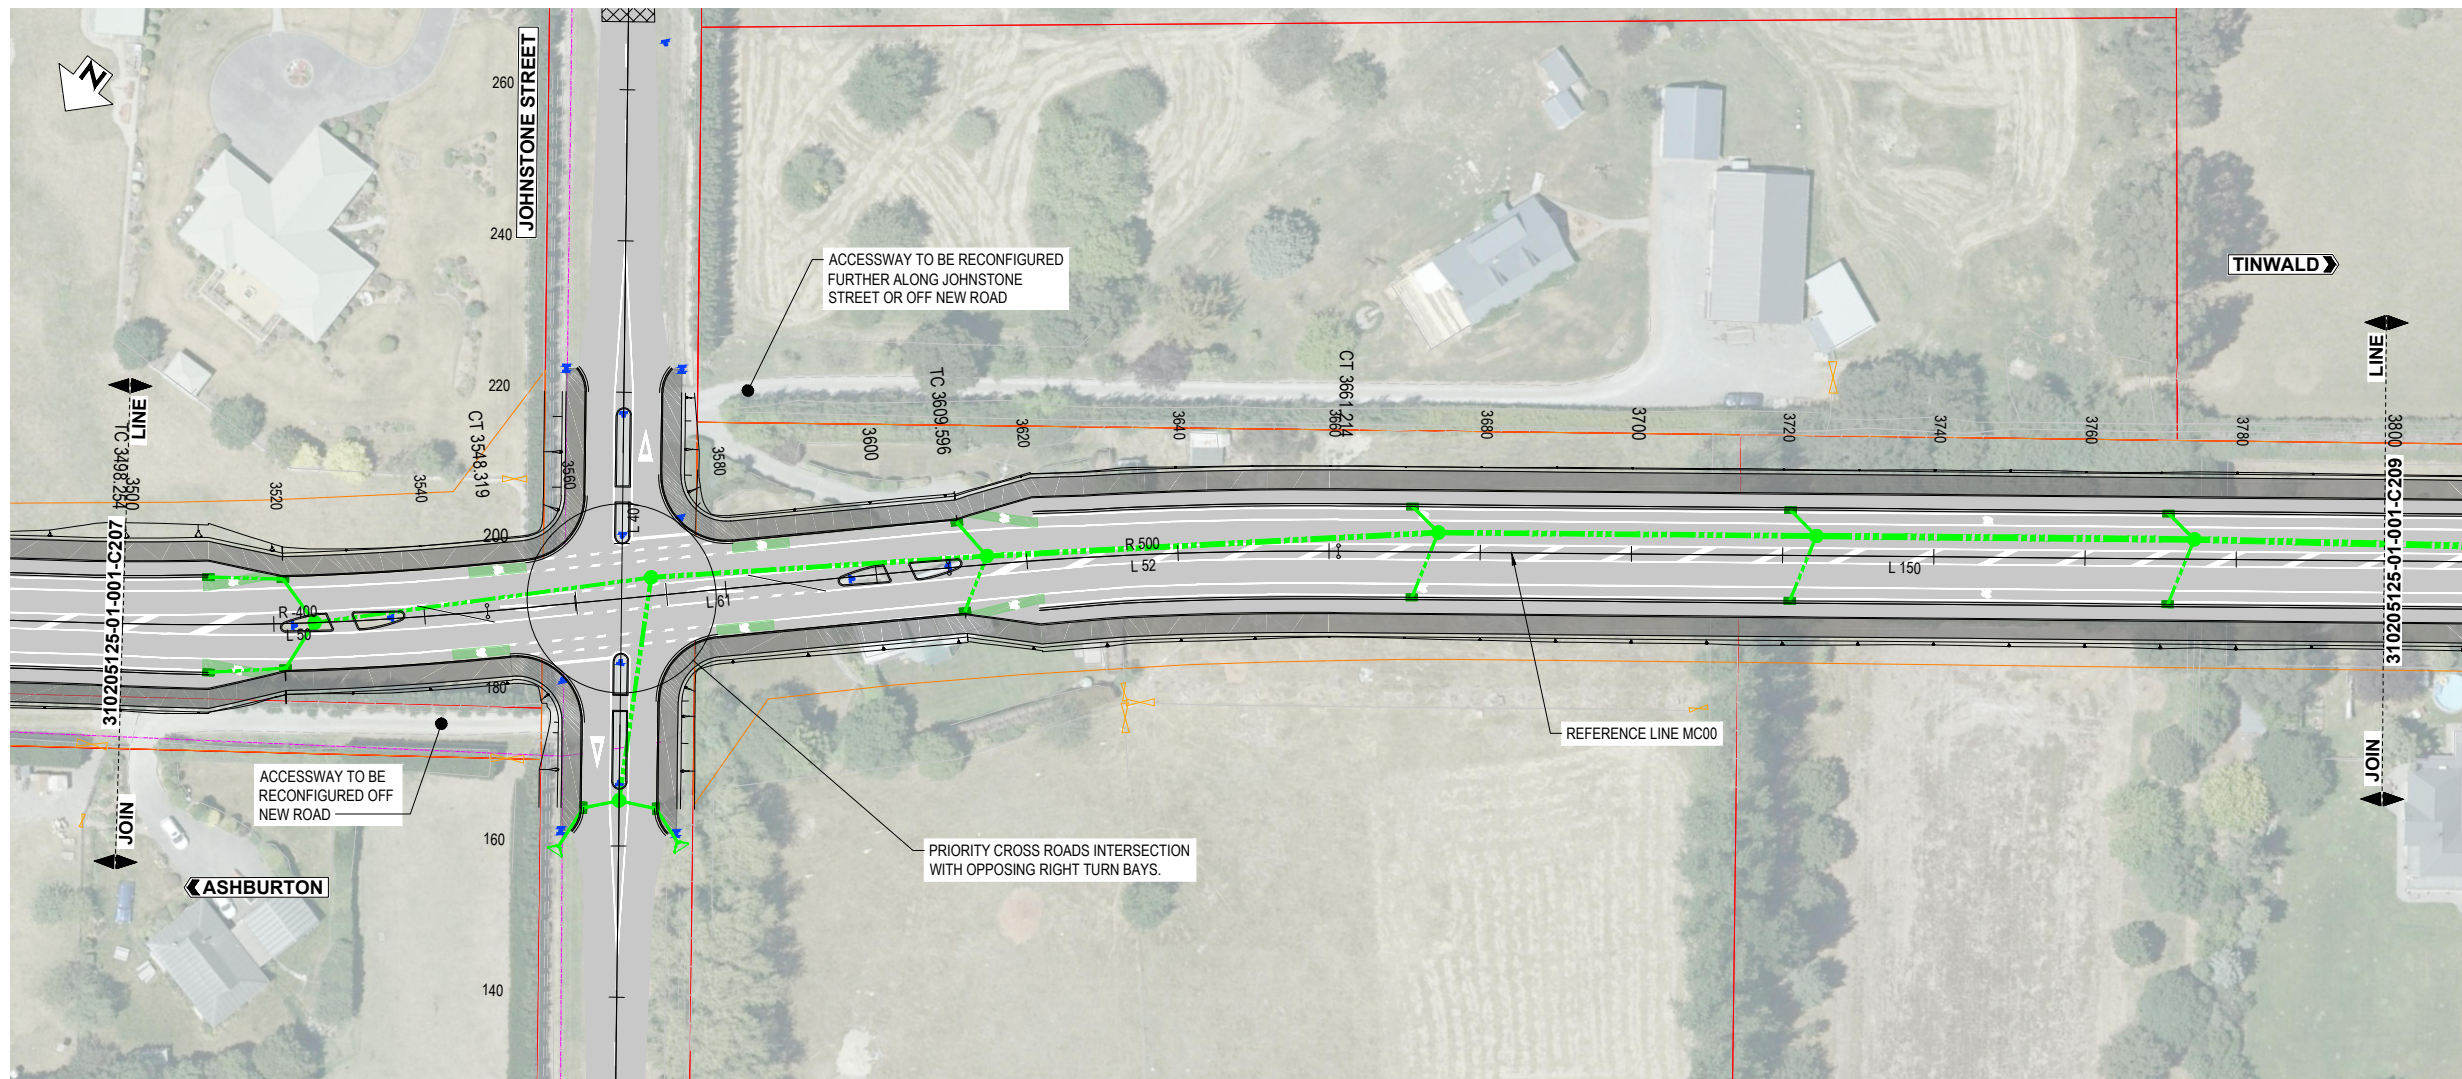 N
JOHNSTONE STREET
260
240
220
200
180
160
140
ACCESSWAY TO BE RECONFIGURED
FURTHER ALONG JOHNSTONE
STREET OR OFF NEW ROAD
TINWALD
LINE
TC 3498.254
3500
3520
3540
CT 3548.319
3560
3580
3600
TC 3609.596
3620
3640
CT 3661.214
3660
3680
3700
3720
3740
3760
3780
3800
LINE
310205125-01-001-C207
310205125-01-001-C209
R -400
L 50
L 61
L 407
R 500
L 52
L 150
REFERENCE LINE MC00
ACCESSWAY TO BE
RECONFIGURED OFF
NEW ROAD
JOIN
JOIN
PRIORITY CROSS ROADS INTERSECTION
WITH OPPOSING RIGHT TURN BAYS.
ASHBURTON